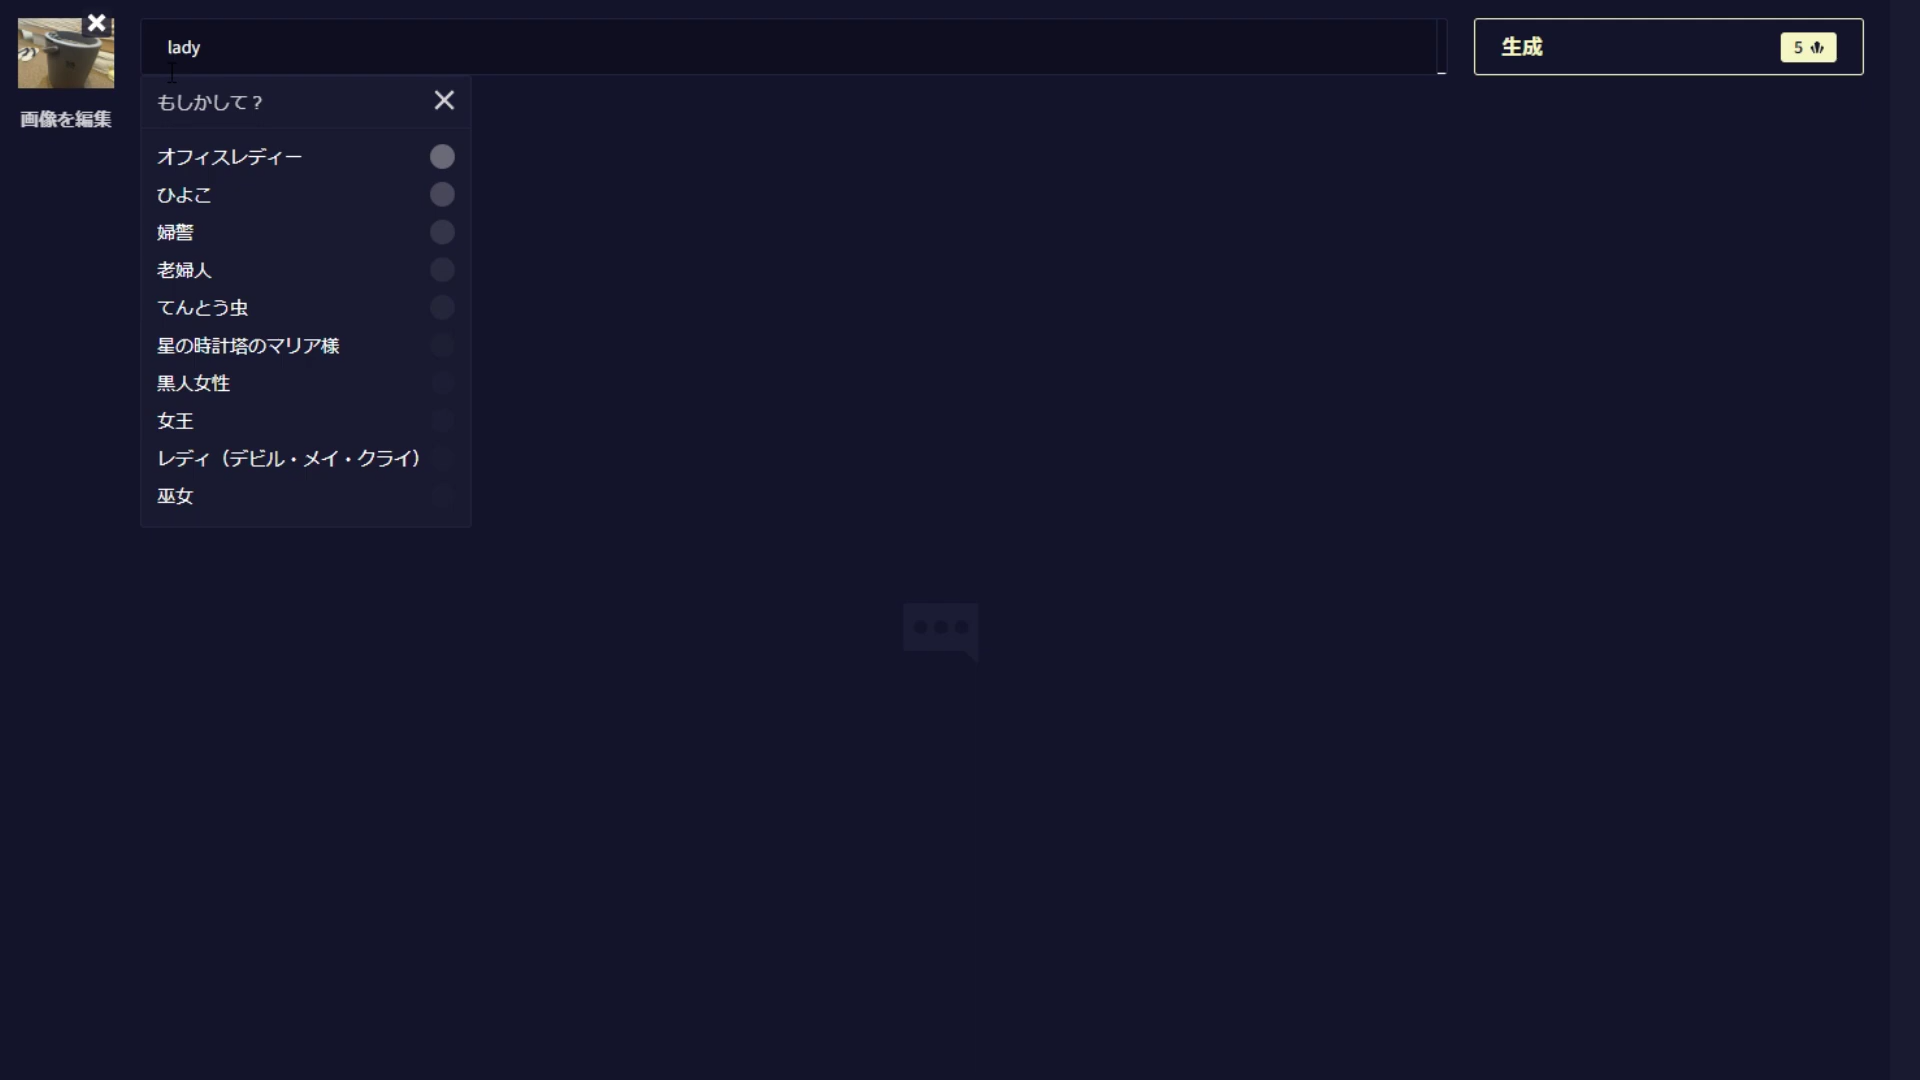 lady
生成
5
もしかして？
画像を編集
オフィスレディー
ひよこ
婦警
老婦人
てんとう虫
星の時計塔のマリア様
黒人女性
女王
レディ（デビル・メイ・クライ）
巫女